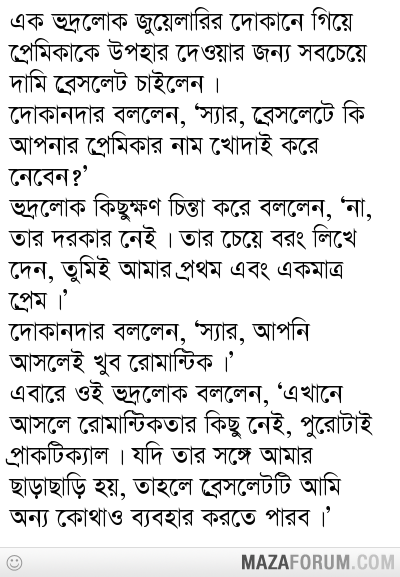 এক ভদ্রলোক জুয়েলারির দোকানে গিয়ে
প্রেমিকাকে উপহার দেওয়ার জন্য সবচেয়ে
দামি ব্রেসলেট চাইলেন ।
দোকানদার বললেন, ‘স্যার, ব্রেসলেটে কি
আপনার প্রেমিকার নাম খোদাই করে
নেবেন?’
ভদ্রলোক কিছুক্ষণ চিন্তা করে বললেন, ‘না,
তার দরকার নেই । তার চেয়ে বরং লিখে
দেন, তুমিই আমার প্রথম এবং একমাত্র
প্রেম ।’
দোকানদার বললেন, ‘স্যার, আপনি
আসলেই খুব রোমান্টিক ।’
এবারে ওই ভদ্রলোক বললেন, ‘এখানে
আসলে রোমান্টিকতার কিছু নেই, পুরোটাই
প্রাকটিক্যাল । যদি তার সঙ্গে আমার
ছাড়াছাড়ি হয়, তাহলে ব্রেসলেটটি আমি
অন্য কোথাও ব্যবহার করতে পারব ।’
MAZAFORUM.COM